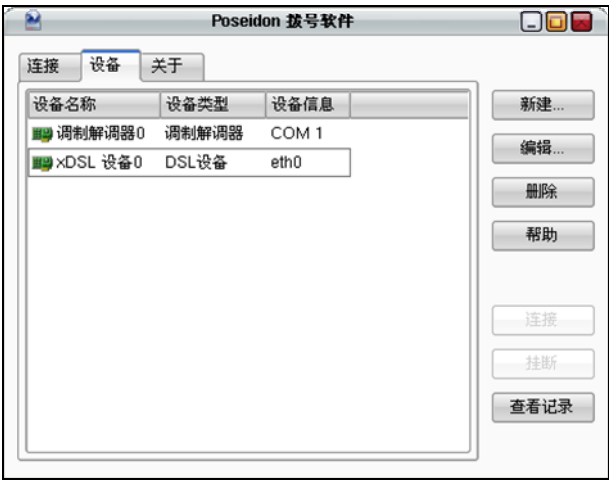 Poseidon 拨号软件
连接 设备 关于
设备名称 设备类型 设备信息
调制解调器0 调制解调器 COM 1
xDSL 设备0 DSL设备 eth0
新建...
编辑...
删除
帮助
连接
挂断
查看记录